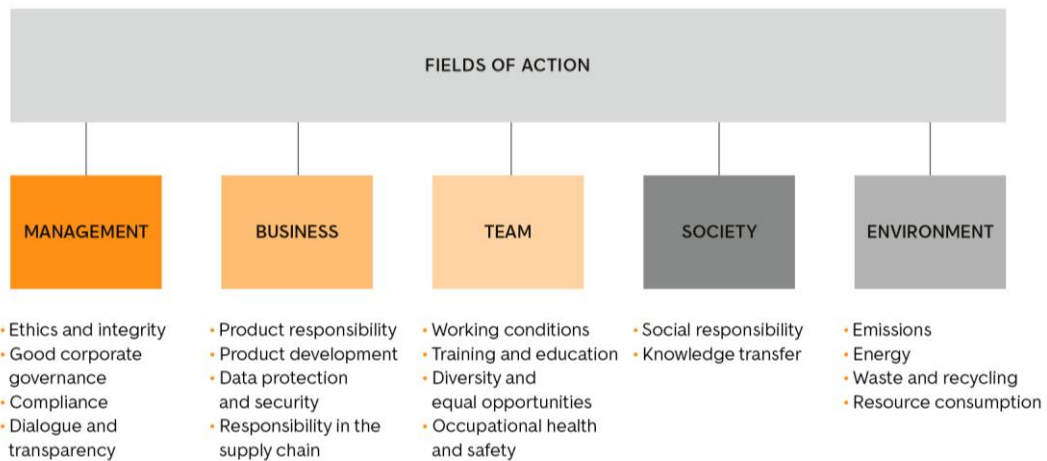 FIELDS OF ACTION
MANAGEMENT
• Ethics and integrity
• Good corporate
governance
• Compliance
• Dialogue and
transparency
BUSINESS
• Product responsibility
• Product development
• Data protection
and security
• Responsibility in the
supply chain
TEAM
• Working conditions
• Training and education
• Diversity and
equal opportunities
• Occupational health
and safety
SOCIETY
• Social responsibility
• Knowledge transfer
ENVIRONMENT
• Emissions
• Energy
• Waste and recycling
• Resource consumption